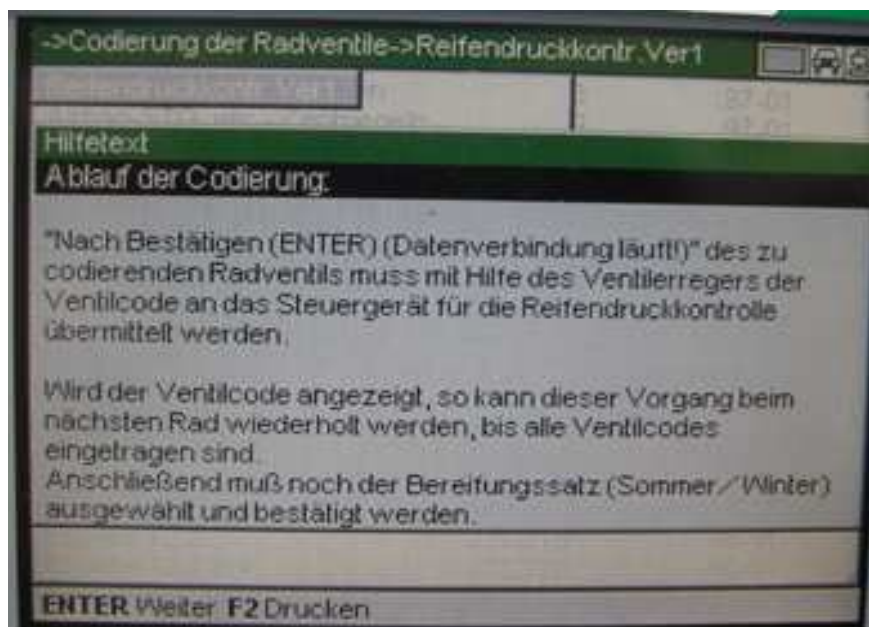 ->Codierung der Radventile->Reifendruckkontr.Ver1
Hilfetext
Ablauf der Codierung:
"Nach Bestätigen (ENTER) (Datenverbindung läuft!)" des zu
codierenden Radventils muss mit Hilfe des Ventilerregers der
Ventilcode an das Steuergerät für die Reifendruckkontrolle
übermittelt werden.
Wird der Ventilcode angezeigt, so kann dieser Vorgang beim
nächsten Rad wiederholt werden, bis alle Ventilcodes
eingetragen sind.
Anschließend muß noch der Bereifungssatz (Sommer/Winter)
ausgewählt und bestätigt werden.
ENTER Weiter F2 Drucken